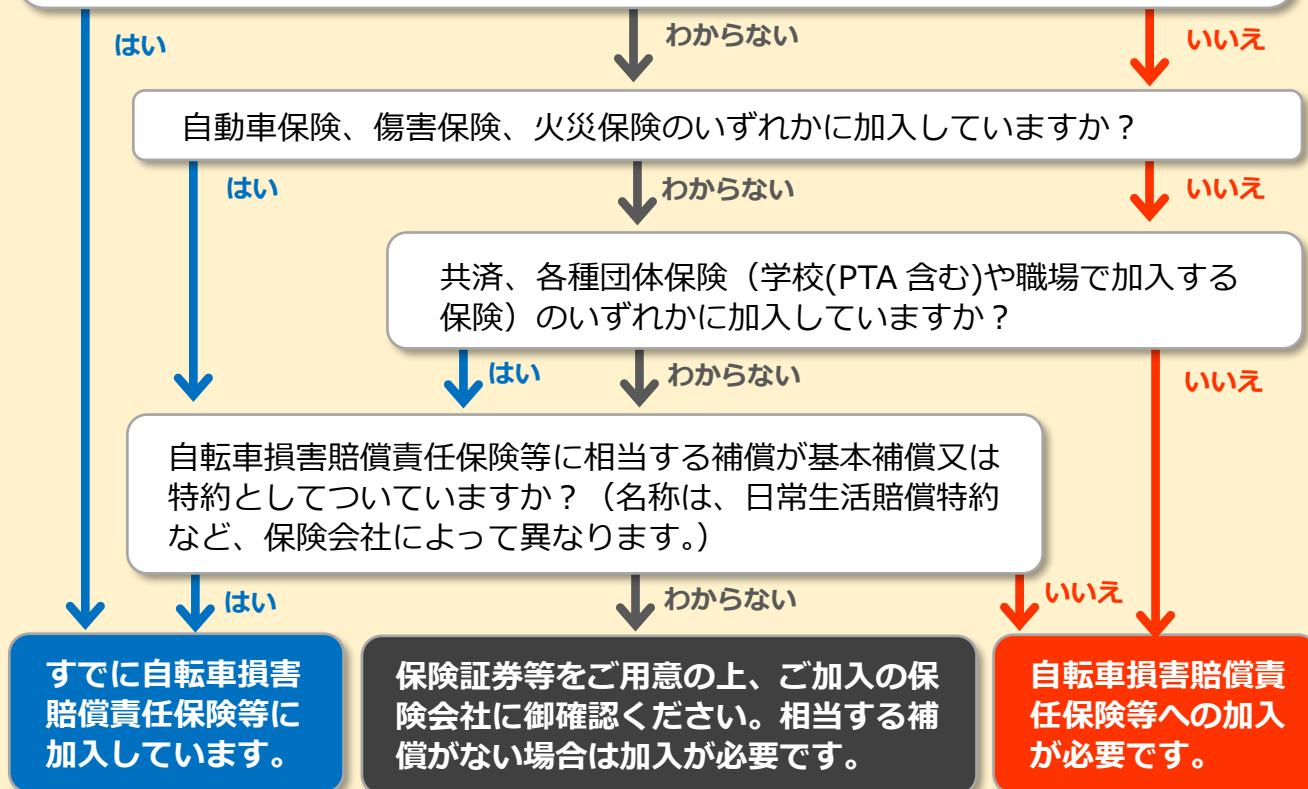 はい
わからない
いいえ
自動車保険、傷害保険、火災保険のいずれかに加入していますか？
はい
わからない
いいえ
共済、各種団体保険（学校(PTA 含む)や職場で加入する
保険）のいずれかに加入していますか？
はい
わからない
いいえ
自転車損害賠償責任保険等に相当する補償が基本補償又は
特約としてついていますか？（名称は、日常生活賠償特約
など、保険会社によって異なります。）
はい
わからない
いいえ
すでに自転車損害
賠償責任保険等に
加入しています。
保険証券等をご用意の上、ご加入の保
険会社に御確認ください。相当する補
償がない場合は加入が必要です。
自転車損害賠償責
任保険等への加入
が必要です。